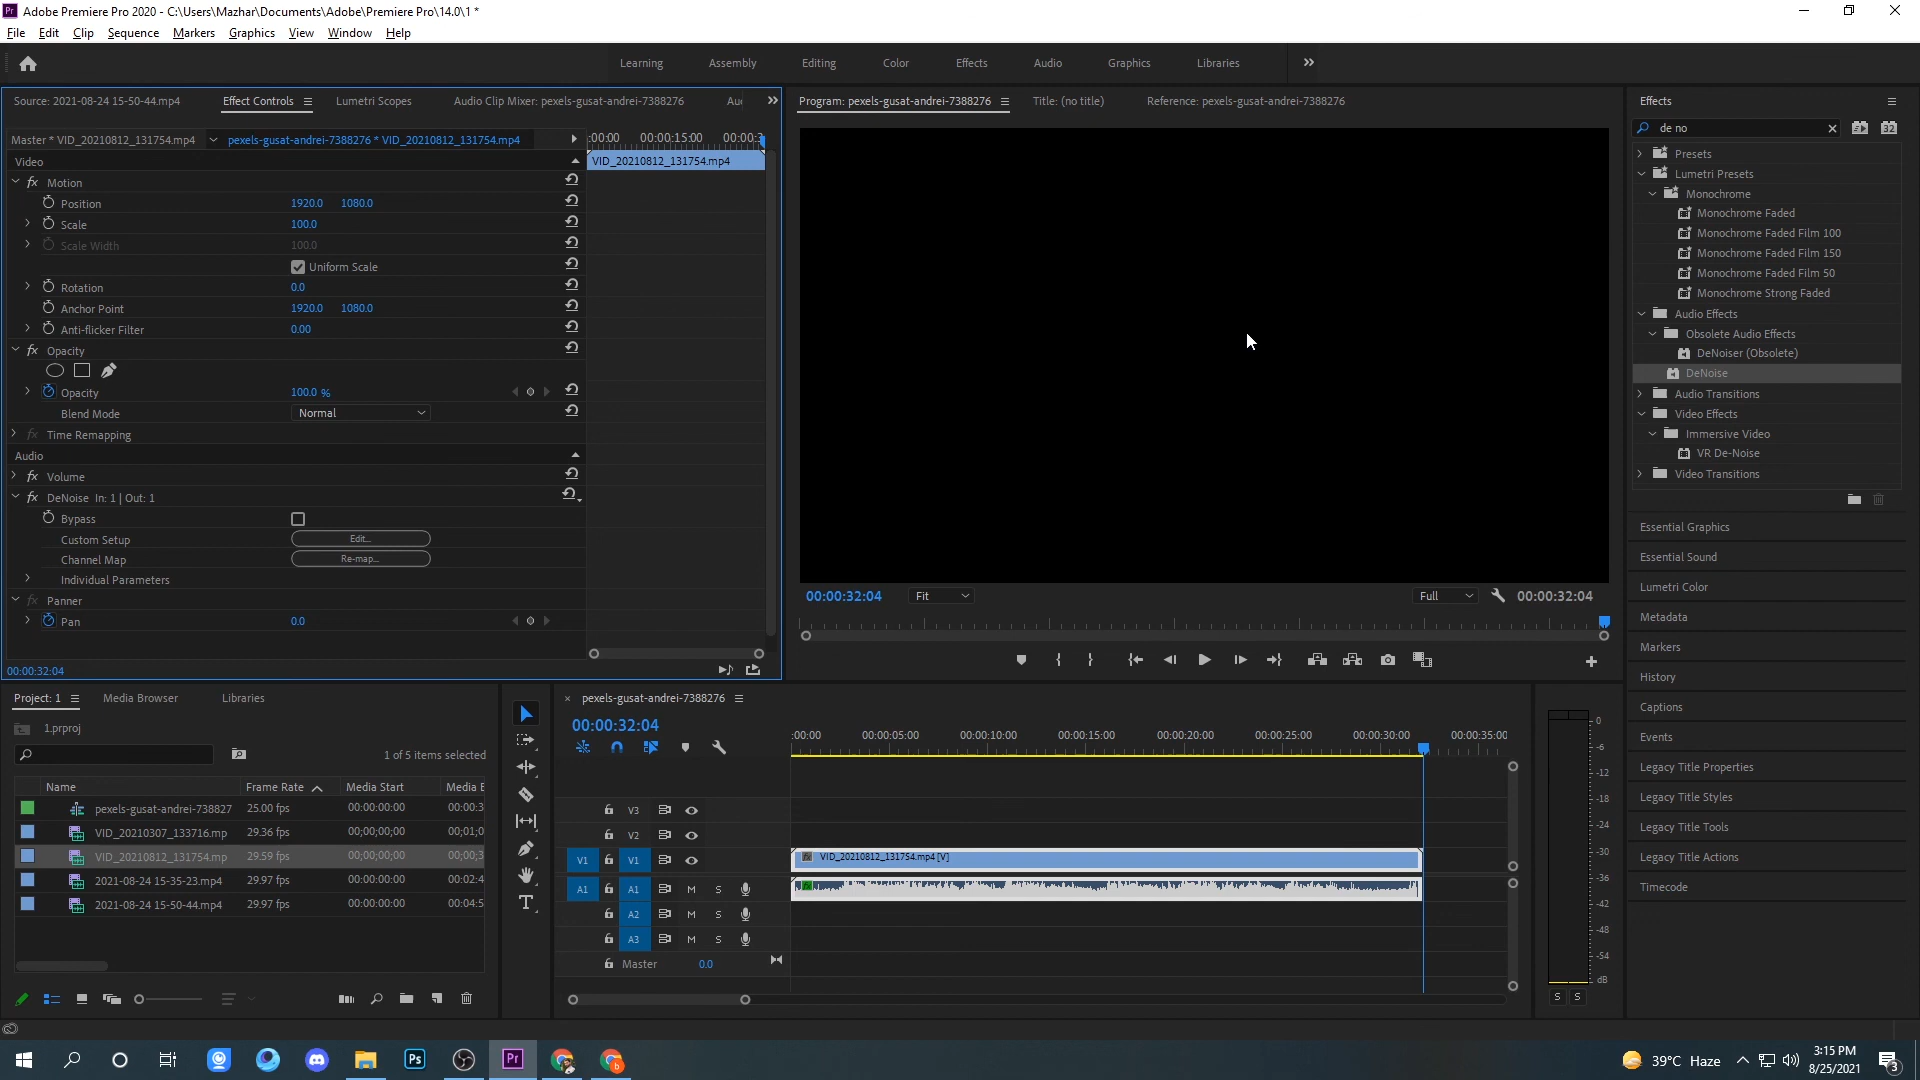 Adobe Premiere Pro 2020 - C:\Users\Mazhar\Documents\Adobe\Premiere Pro\14.0\1 *
File Edit Clip Sequence Markers Graphics View Window Help
Learning Assembly Editing Color Effects Audio Graphics Libraries
Source: 2021-08-24 15-50-44.mp4 Effect Controls Lumetri Scopes Audio Clip Mixer: pexels-gusat-andrei-7388276 Au
Master * VID_20210812_131754.mp4 pexels-gusat-andrei-7388276 * VID_20210812_131754.mp4
:00:00 00:00:15:00 00:00:3
VID_20210812_131754.mp4
Video
Motion
Position 1920.0 1080.0
Scale 100.0
Scale Width 100.0
Uniform Scale
Rotation 0.0
Anchor Point 1920.0 1080.0
Anti-flicker Filter 0.00
Opacity
Opacity 100.0 %
Blend Mode Normal
Time Remapping
Audio
Volume
DeNoise In: 1 | Out: 1
Bypass
Custom Setup Edit...
Channel Map Re-map...
Individual Parameters
Panner
Pan 0.0
00:00:32:04
Program: pexels-gusat-andrei-7388276 Title: (no title) Reference: pexels-gusat-andrei-7388276
00:00:32:04 Fit Full 00:00:32:04
Effects
de no
32
Presets
Lumetri Presets
Monochrome
Monochrome Faded
Monochrome Faded Film 100
Monochrome Faded Film 150
Monochrome Faded Film 50
Monochrome Strong Faded
Audio Effects
Obsolete Audio Effects
DeNoiser (Obsolete)
DeNoise
Audio Transitions
Video Effects
Immersive Video
VR De-Noise
Video Transitions
Essential Graphics
Essential Sound
Lumetri Color
Metadata
Markers
History
Captions
Events
Legacy Title Properties
Legacy Title Styles
Legacy Title Tools
Legacy Title Actions
Timecode
Project: 1 Media Browser Libraries
1.prproj
1 of 5 items selected
Name Frame Rate Media Start Media E
pexels-gusat-andrei-738827 25.00 fps 00:00:00:00 00:00:3
VID_20210307_133716.mp 29.36 fps 00;00;00;00 00;01;0
VID_20210812_131754.mp 29.59 fps 00;00;00;00 00;00;3
2021-08-24 15-35-23.mp4 29.97 fps 00:00:00:00 00:02:4
2021-08-24 15-50-44.mp4 29.97 fps 00:00:00:00 00:04:5
pexels-gusat-andrei-7388276
00:00:32:04
:00:00 00:00:05:00 00:00:10:00 00:00:15:00 00:00:20:00 00:00:25:00 00:00:30:00 00:00:35:00
V3
V2
V1 V1 VID_20210812_131754.mp4 [V]
A1 A1 M S
A2 M S
A3 M S
Master 0.0
0
-6
-12
-18
-24
-30
-36
-42
-48
-54
dB
S S
39°C Haze
3:15 PM
8/25/2021
3